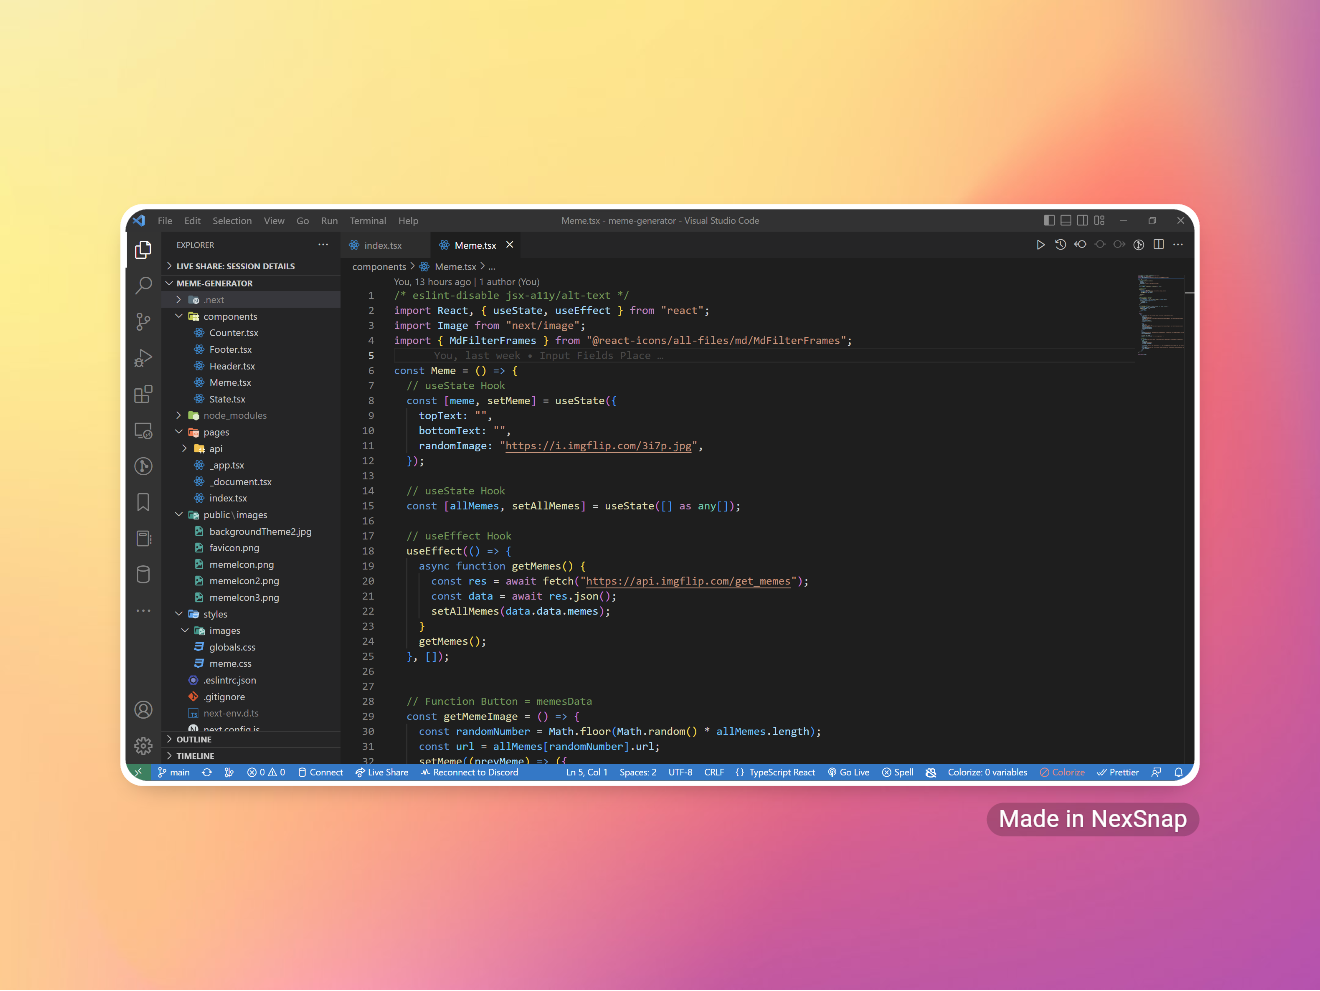 File Edit Selection View Go Run Terminal Help
Meme.tsx - meme-generator - Visual Studio Code
EXPLORER
LIVE SHARE: SESSION DETAILS
MEME-GENERATOR
.next
components
Counter.tsx
Footer.tsx
Header.tsx
Meme.tsx
State.tsx
node_modules
pages
api
_app.tsx
_document.tsx
index.tsx
public\images
backgroundTheme2.jpg
favicon.png
memeIcon.png
memeIcon2.png
memeIcon3.png
styles
images
globals.css
meme.css
.eslintrc.json
.gitignore
next-env.d.ts
next.config.js
OUTLINE
TIMELINE
index.tsx
Meme.tsx
components > Meme.tsx > ...
You, 13 hours ago | 1 author (You)
1 /* eslint-disable jsx-a11y/alt-text */
2 import React, { useState, useEffect } from "react";
3 import Image from "next/image";
4 import { MdFilterFrames } from "@react-icons/all-files/md/MdFilterFrames";
5 You, last week • Input Fields Place …
6 const Meme = () => {
7 // useState Hook
8 const [meme, setMeme] = useState({
9 topText: "",
10 bottomText: "",
11 randomImage: "https://i.imgflip.com/3i7p.jpg",
12 });
13
14 // useState Hook
15 const [allMemes, setAllMemes] = useState([] as any[]);
16
17 // useEffect Hook
18 useEffect(() => {
19 async function getMemes() {
20 const res = await fetch("https://api.imgflip.com/get_memes");
21 const data = await res.json();
22 setAllMemes(data.data.memes);
23 }
24 getMemes();
25 }, []);
26
27
28 // Function Button = memesData
29 const getMemeImage = () => {
30 const randomNumber = Math.floor(Math.random() * allMemes.length);
31 const url = allMemes[randomNumber].url;
32 setMeme((prevMeme) => ({
main 0 0 Connect Live Share Reconnect to Discord Ln 5, Col 1 Spaces: 2 UTF-8 CRLF {} TypeScript React Go Live Spell Colorize: 0 variables Colorize Prettier
Made in NexSnap